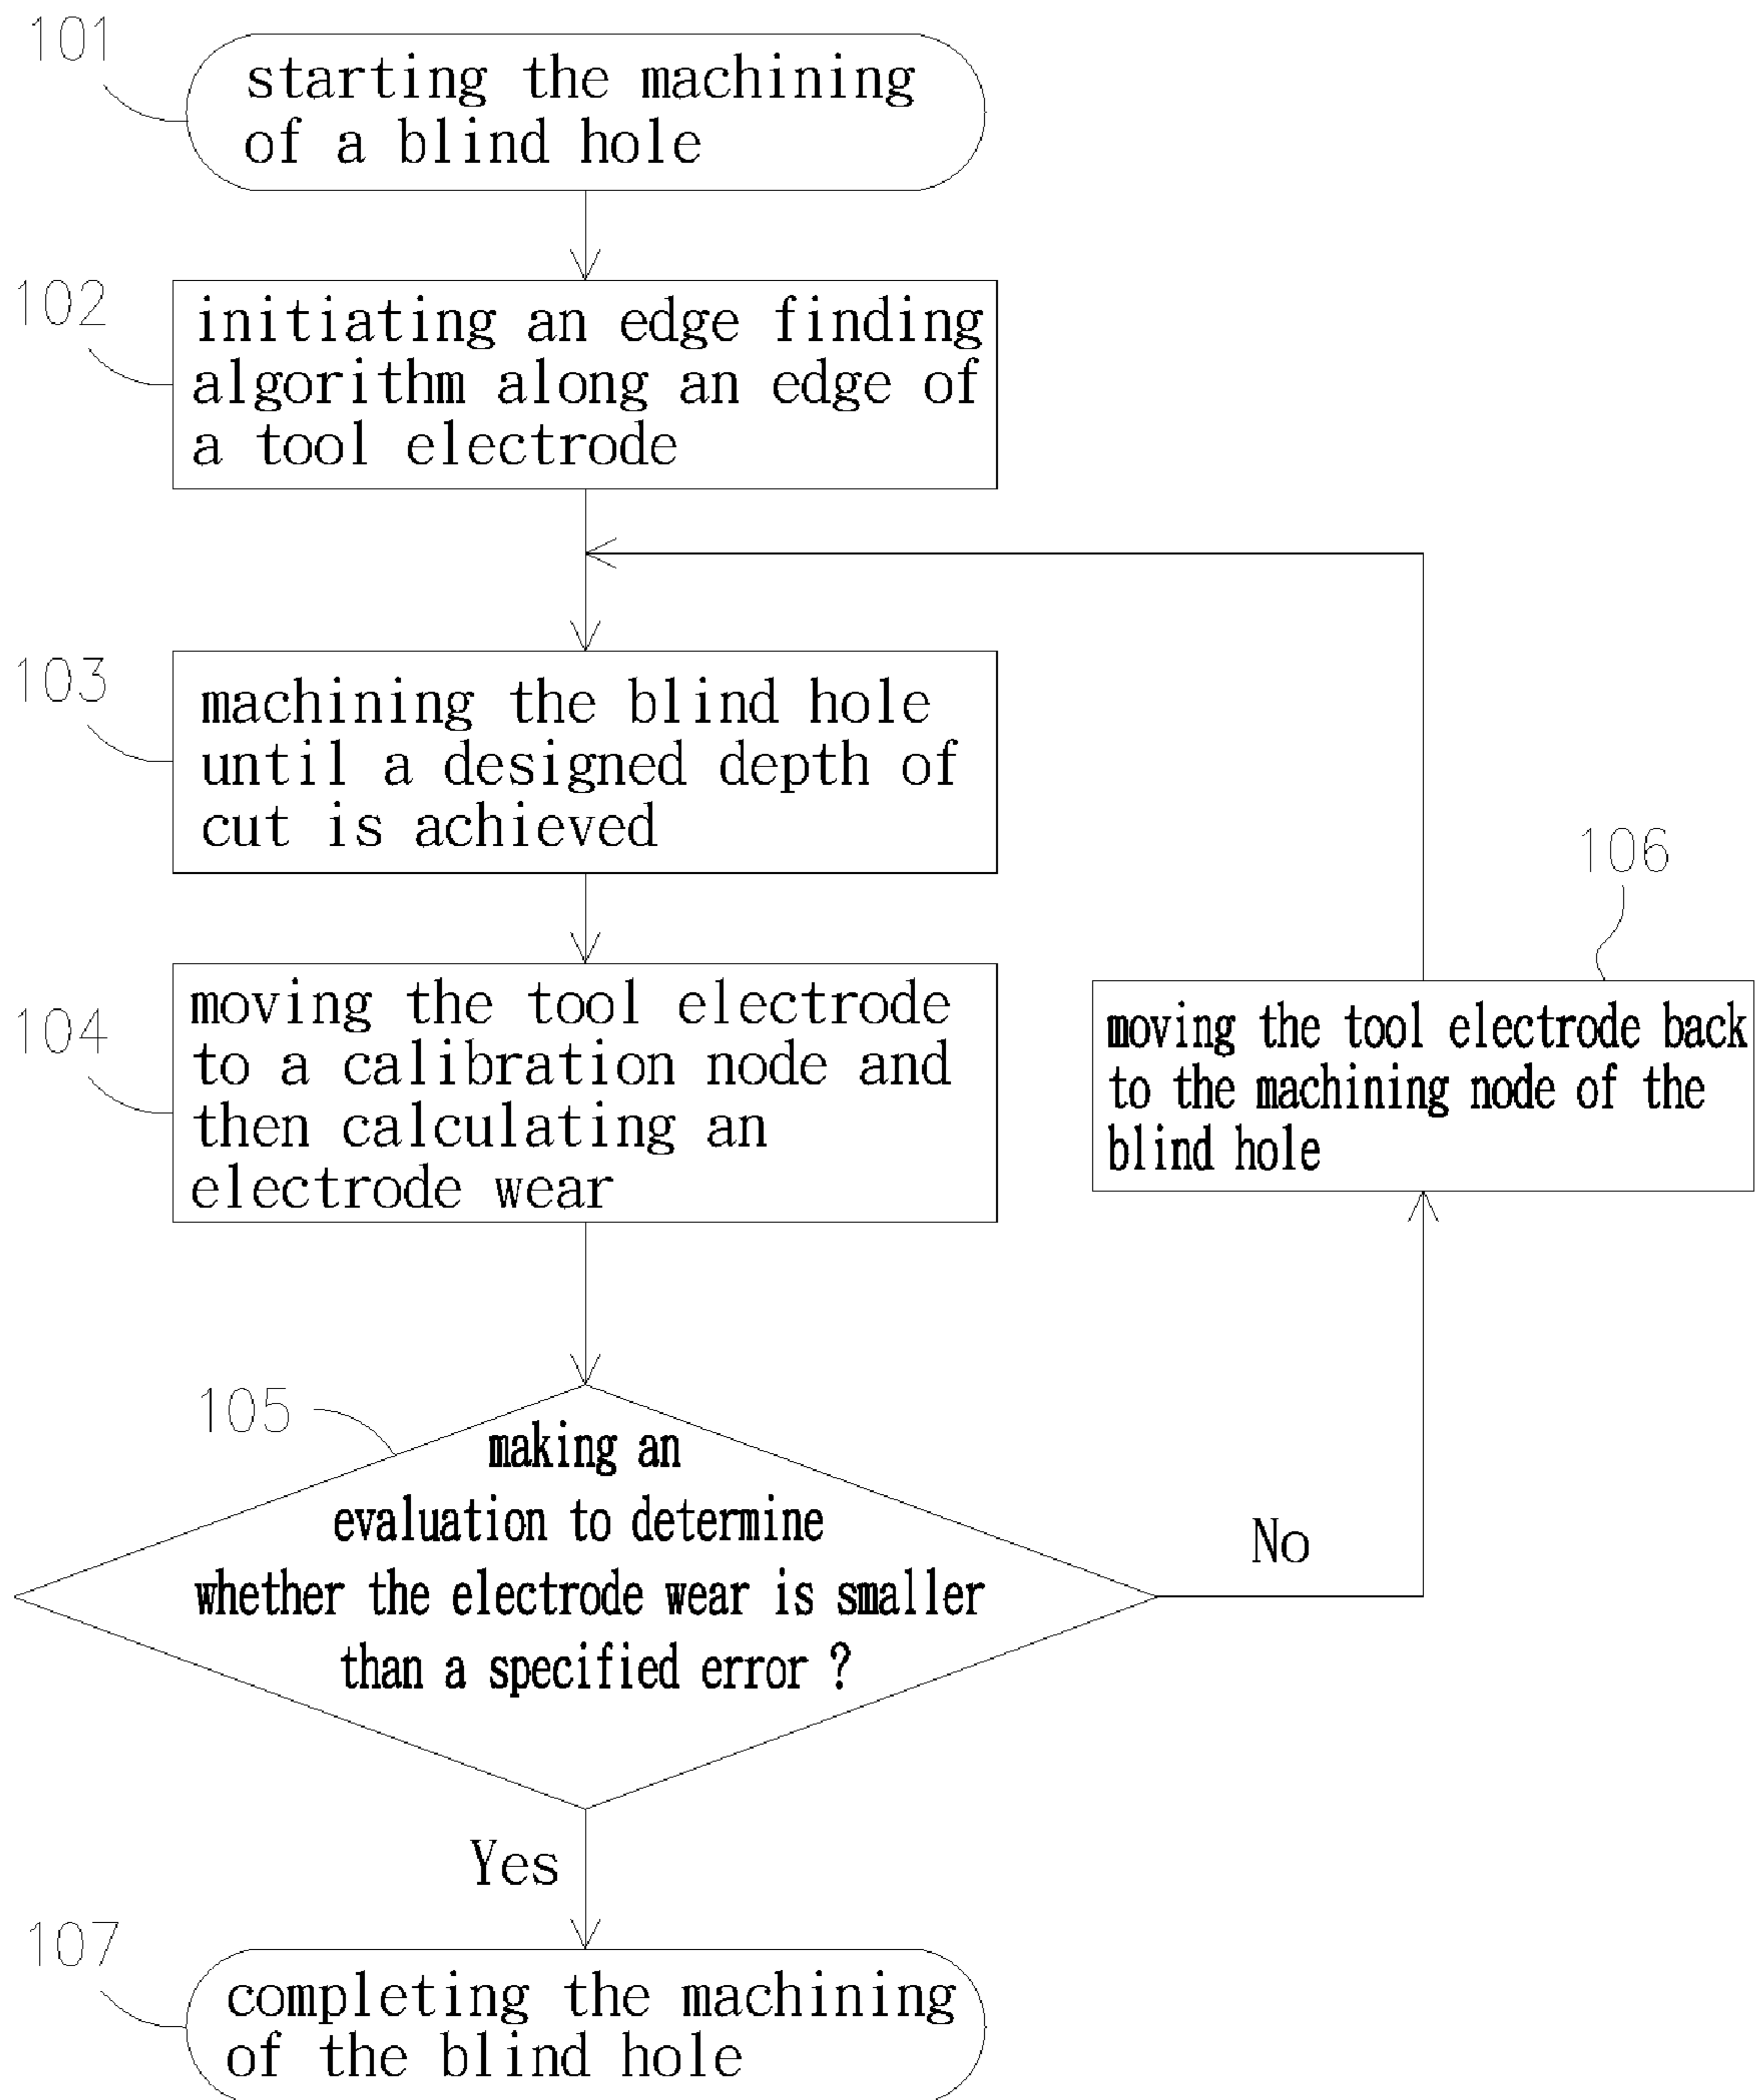 101
starting the machining
of a blind hole
102
initiating an edge finding
algorithm along an edge of
a tool electrode
103
machining the blind hole
until a designed depth of
cut is achieved
104
moving the tool electrode
to a calibration node and
then calculating an
electrode wear
106
moving the tool electrode back
to the machining node of the
blind hole
105
making an
evaluation to determine
whether the electrode wear is smaller
than a specified error ?
No
Yes
107
completing the machining
of the blind hole